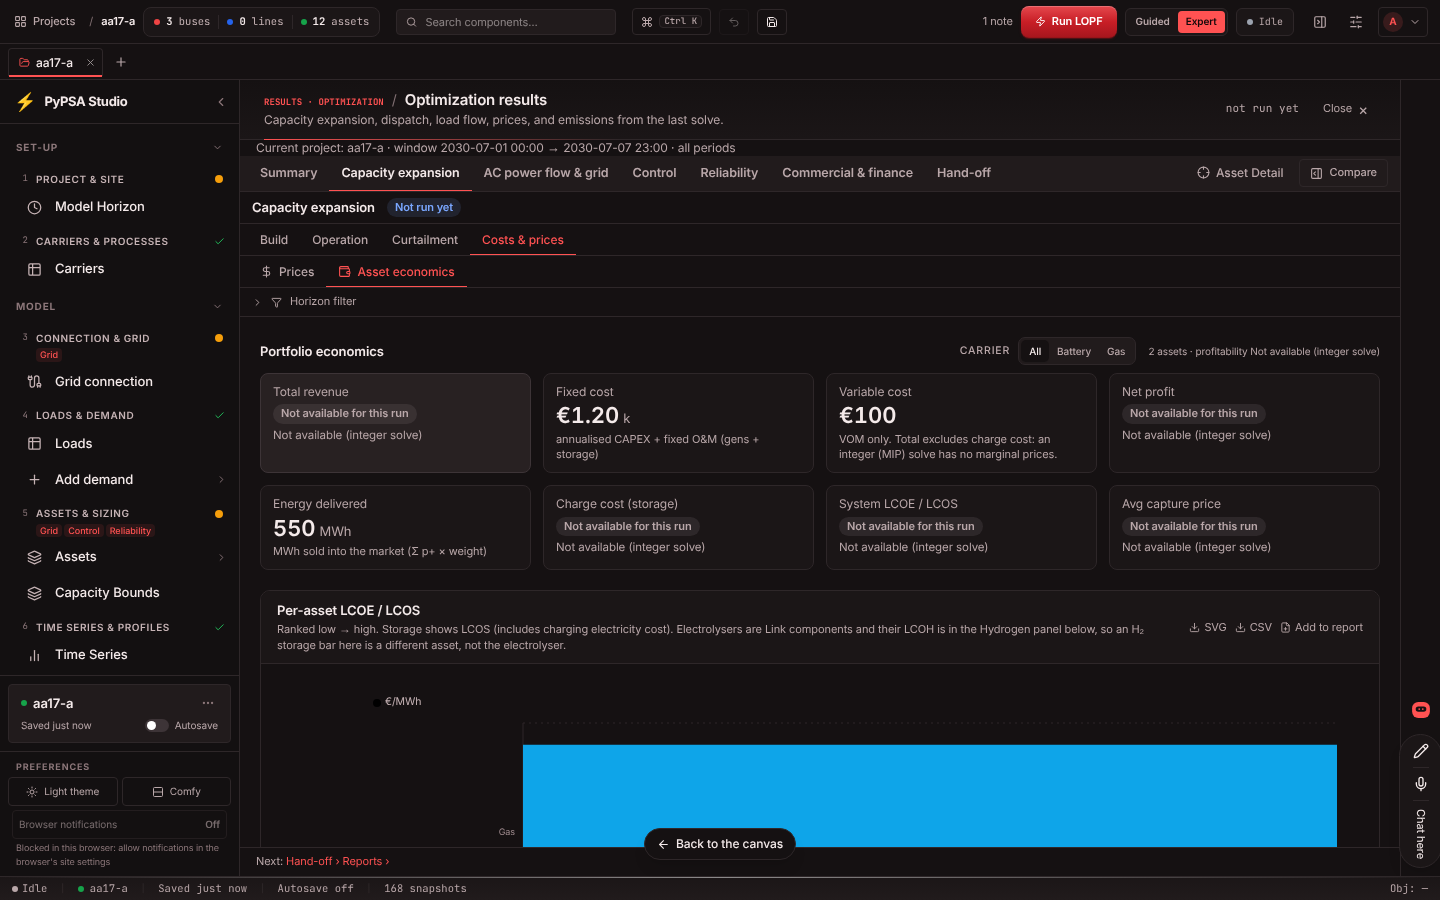 Projects / aa17-a 3 buses 0 lines 12 assets Search components... ⌘ Ctrl K 1 note Run LOPF Guided Expert Idle A
aa17-a
PyPSA Studio
SET-UP
1 PROJECT & SITE
Model Horizon
2 CARRIERS & PROCESSES
Carriers
MODEL
3 CONNECTION & GRID
Grid
Grid connection
4 LOADS & DEMAND
Loads
Add demand
5 ASSETS & SIZING
Grid Control Reliability
Assets
Capacity Bounds
6 TIME SERIES & PROFILES
Time Series
aa17-a
Saved just now Autosave
PREFERENCES
Light theme Comfy
Browser notifications Off
Blocked in this browser: allow notifications in the
browser's site settings
RESULTS · OPTIMIZATION / Optimization results
Capacity expansion, dispatch, load flow, prices, and emissions from the last solve.
not run yet Close
Current project: aa17-a · window 2030-07-01 00:00 → 2030-07-07 23:00 · all periods
Summary Capacity expansion AC power flow & grid Control Reliability Commercial & finance Hand-off Asset Detail Compare
Capacity expansion Not run yet
Build Operation Curtailment Costs & prices
Prices Asset economics
Horizon filter
Portfolio economics CARRIER All Battery Gas 2 assets · profitability Not available (integer solve)
Total revenue
Not available for this run
Not available (integer solve)
Fixed cost
€1.20 k
annualised CAPEX + fixed O&M (gens +
storage)
Variable cost
€100
VOM only. Total excludes charge cost: an
integer (MIP) solve has no marginal prices.
Net profit
Not available for this run
Not available (integer solve)
Energy delivered
550 MWh
MWh sold into the market (Σ p+ × weight)
Charge cost (storage)
Not available for this run
Not available (integer solve)
System LCOE / LCOS
Not available for this run
Not available (integer solve)
Avg capture price
Not available for this run
Not available (integer solve)
Per-asset LCOE / LCOS
Ranked low → high. Storage shows LCOS (includes charging electricity cost). Electrolysers are Link components and their LCOH is in the Hydrogen panel below, so an H₂
storage bar here is a different asset, not the electrolyser.
SVG CSV Add to report
€/MWh
Gas
Back to the canvas
Chat here
Next: Hand-off › Reports ›
Idle aa17-a Saved just now Autosave off 168 snapshots Obj: —